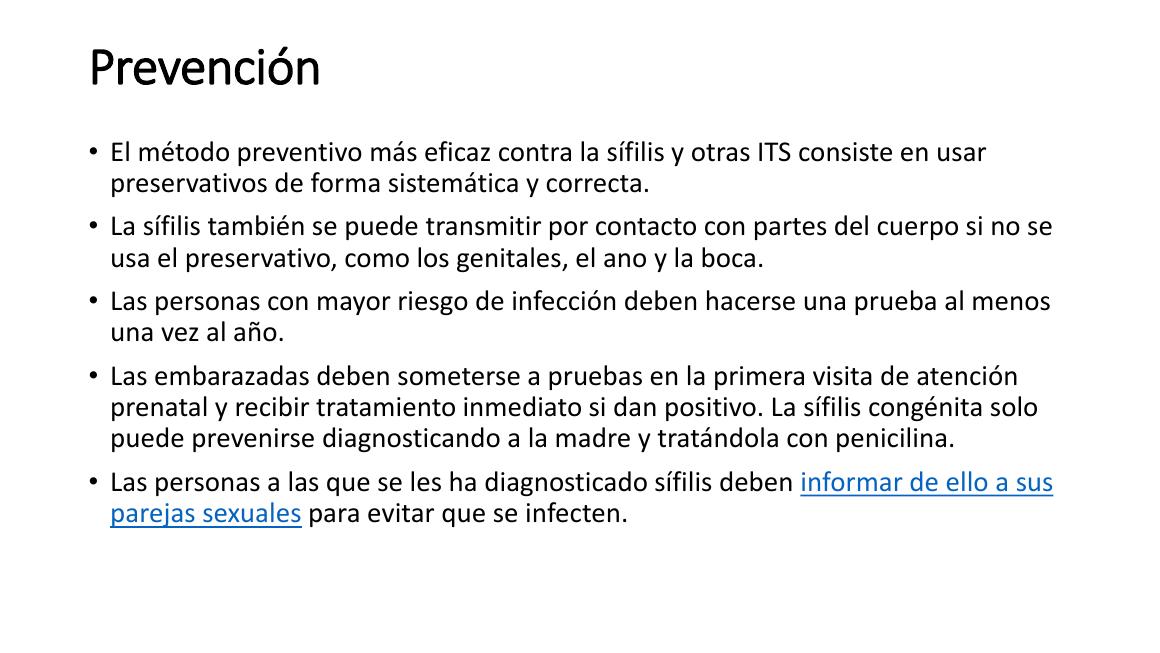 Prevención
• El método preventivo más eficaz contra la sífilis y otras ITS consiste en usar
preservativos de forma sistemática y correcta.
• La sífilis también se puede transmitir por contacto con partes del cuerpo si no se
usa el preservativo, como los genitales, el ano y la boca.
• Las personas con mayor riesgo de infección deben hacerse una prueba al menos
una vez al año.
• Las embarazadas deben someterse a pruebas en la primera visita de atención
prenatal y recibir tratamiento inmediato si dan positivo. La sífilis congénita solo
puede prevenirse diagnosticando a la madre y tratándola con penicilina.
• Las personas a las que se les ha diagnosticado sífilis deben informar de ello a sus
parejas sexuales para evitar que se infecten.